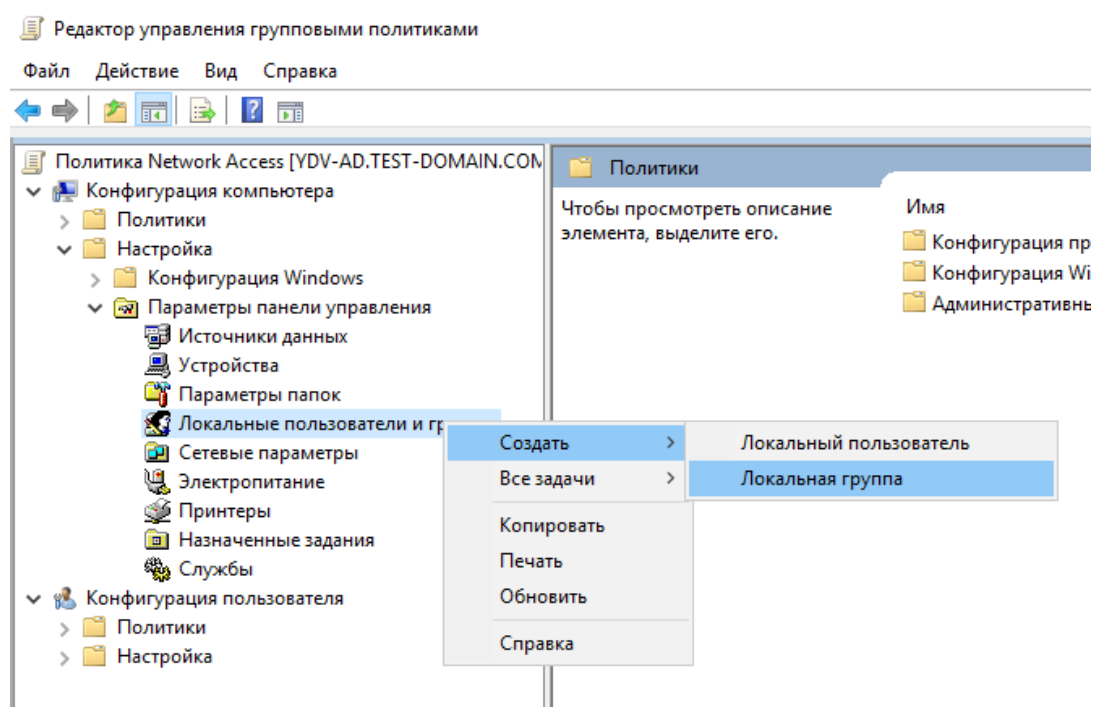 Редактор управления групповыми политиками
Файл Действие Вид Справка
Политика Network Access [YDV-AD.TEST-DOMAIN.COM
Конфигурация компьютера
Политики
Настройка
Конфигурация Windows
Параметры панели управления
Источники данных
Устройства
Параметры папок
Локальные пользователи и гр
Сетевые параметры
Электропитание
Принтеры
Назначенные задания
Службы
Конфигурация пользователя
Политики
Настройка
Политики
Чтобы просмотреть описание
элемента, выделите его.
Имя
Конфигурация пр
Конфигурация Wi
Административны
Создать
Все задачи
Копировать
Печать
Обновить
Справка
Локальный пользователь
Локальная группа